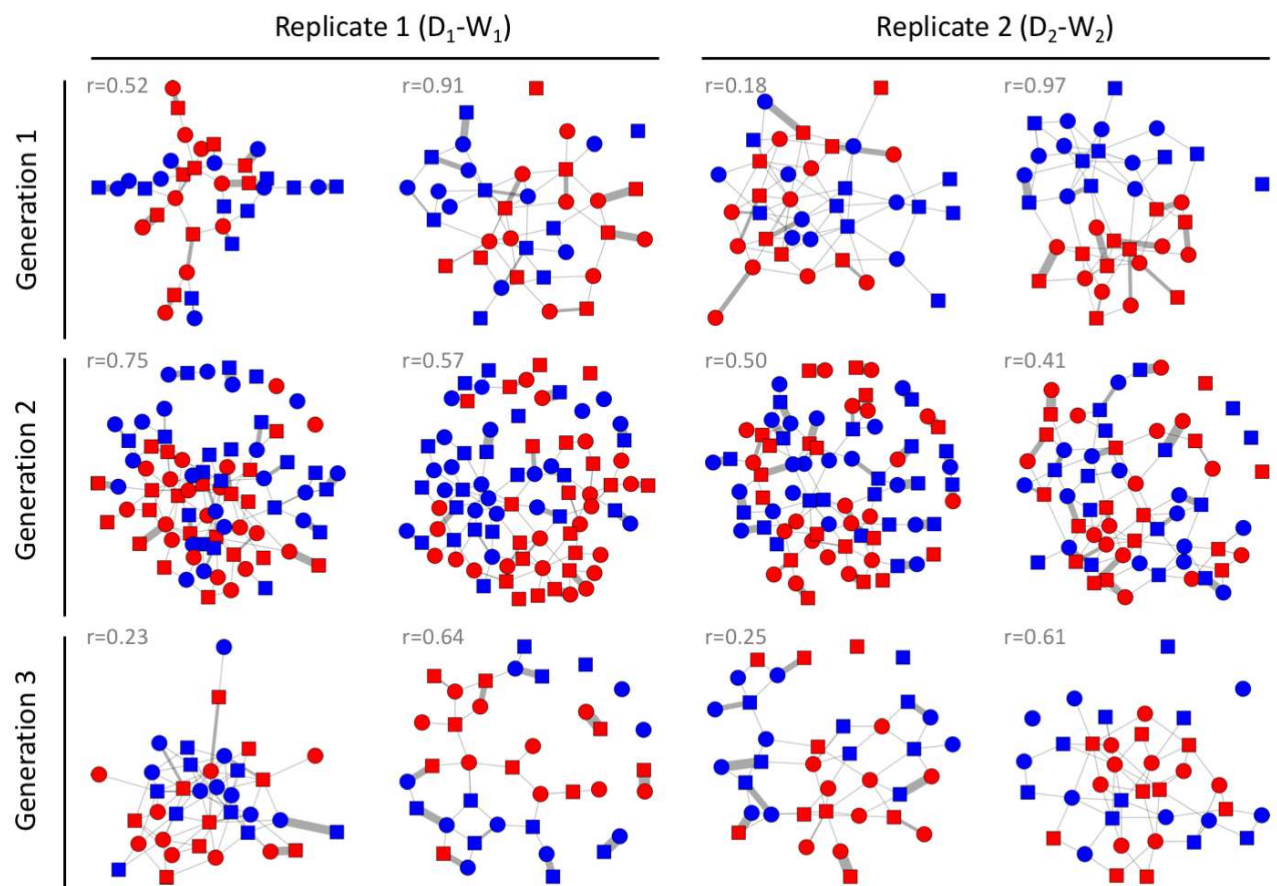 Replicate 1 (D₁-W₁)
Replicate 2 (D₂-W₂)
Generation 1
r=0.52
r=0.91
r=0.18
r=0.97
Generation 2
r=0.75
r=0.57
r=0.50
r=0.41
Generation 3
r=0.23
r=0.64
r=0.25
r=0.61